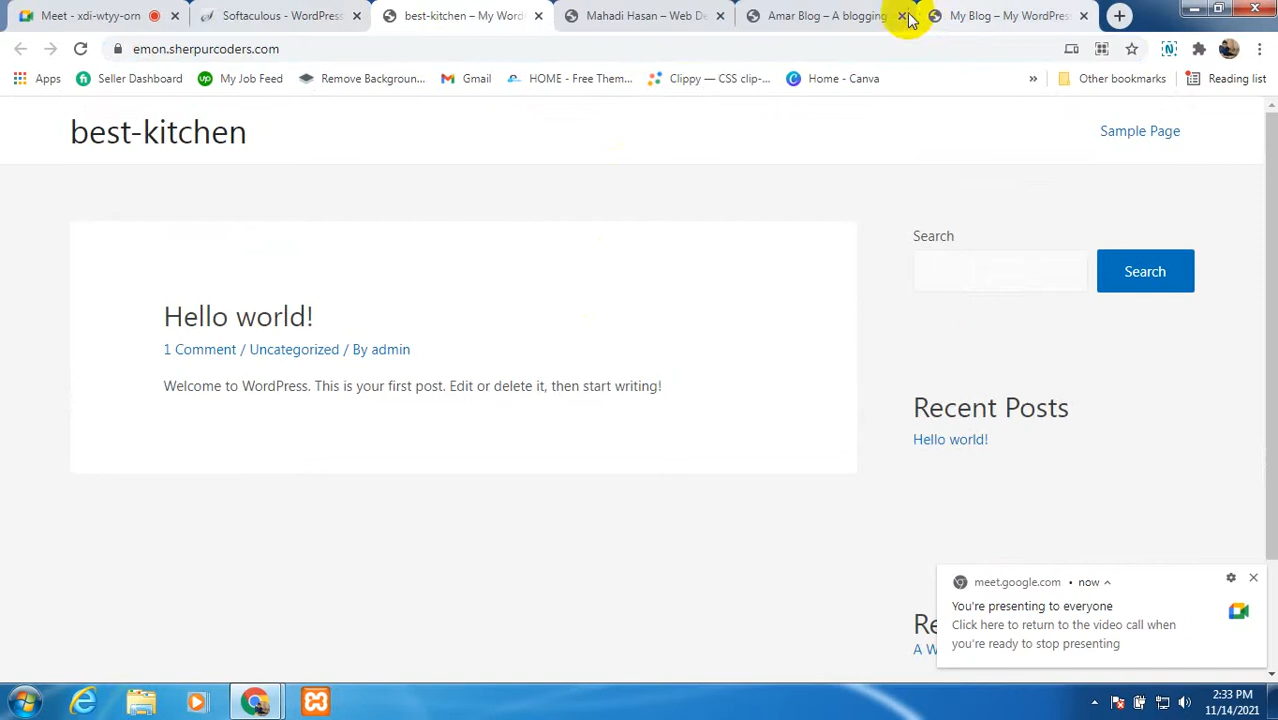 Meet - xdi-wtyy-orn
Softaculous - WordPress
best-kitchen – My Word
Mahadi Hasan – Web De
Amar Blog – A blogging
My Blog – My WordPress
emon.sherpurcoders.com
Apps
Seller Dashboard
My Job Feed
Remove Backgroun...
Gmail
HOME - Free Them...
Clippy — CSS clip-...
Home - Canva
»
Other bookmarks
Reading list
best-kitchen
Sample Page
Search
Search
Hello world!
1 Comment / Uncategorized / By admin
Welcome to WordPress. This is your first post. Edit or delete it, then start writing!
Recent Posts
Hello world!
meet.google.com • now
You're presenting to everyone
Click here to return to the video call when
you're ready to stop presenting
Re
A W
2:33 PM
11/14/2021